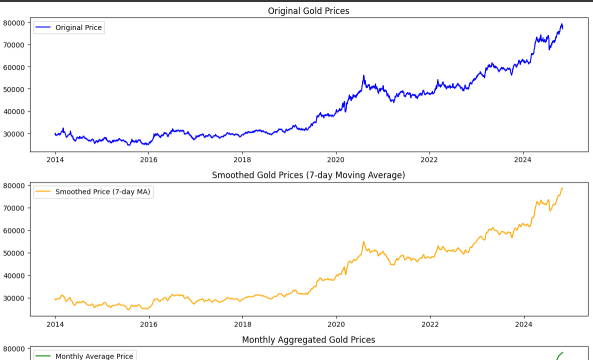 Original Gold Prices
80000
Original Price
70000
60000
50000
40000
30000
2014 2016 2018 2020 2022 2024
Smoothed Gold Prices (7-day Moving Average)
80000
Smoothed Price (7-day MA)
70000
60000
50000
40000
30000
2014 2016 2018 2020 2022 2024
Monthly Aggregated Gold Prices
80000
Monthly Average Price